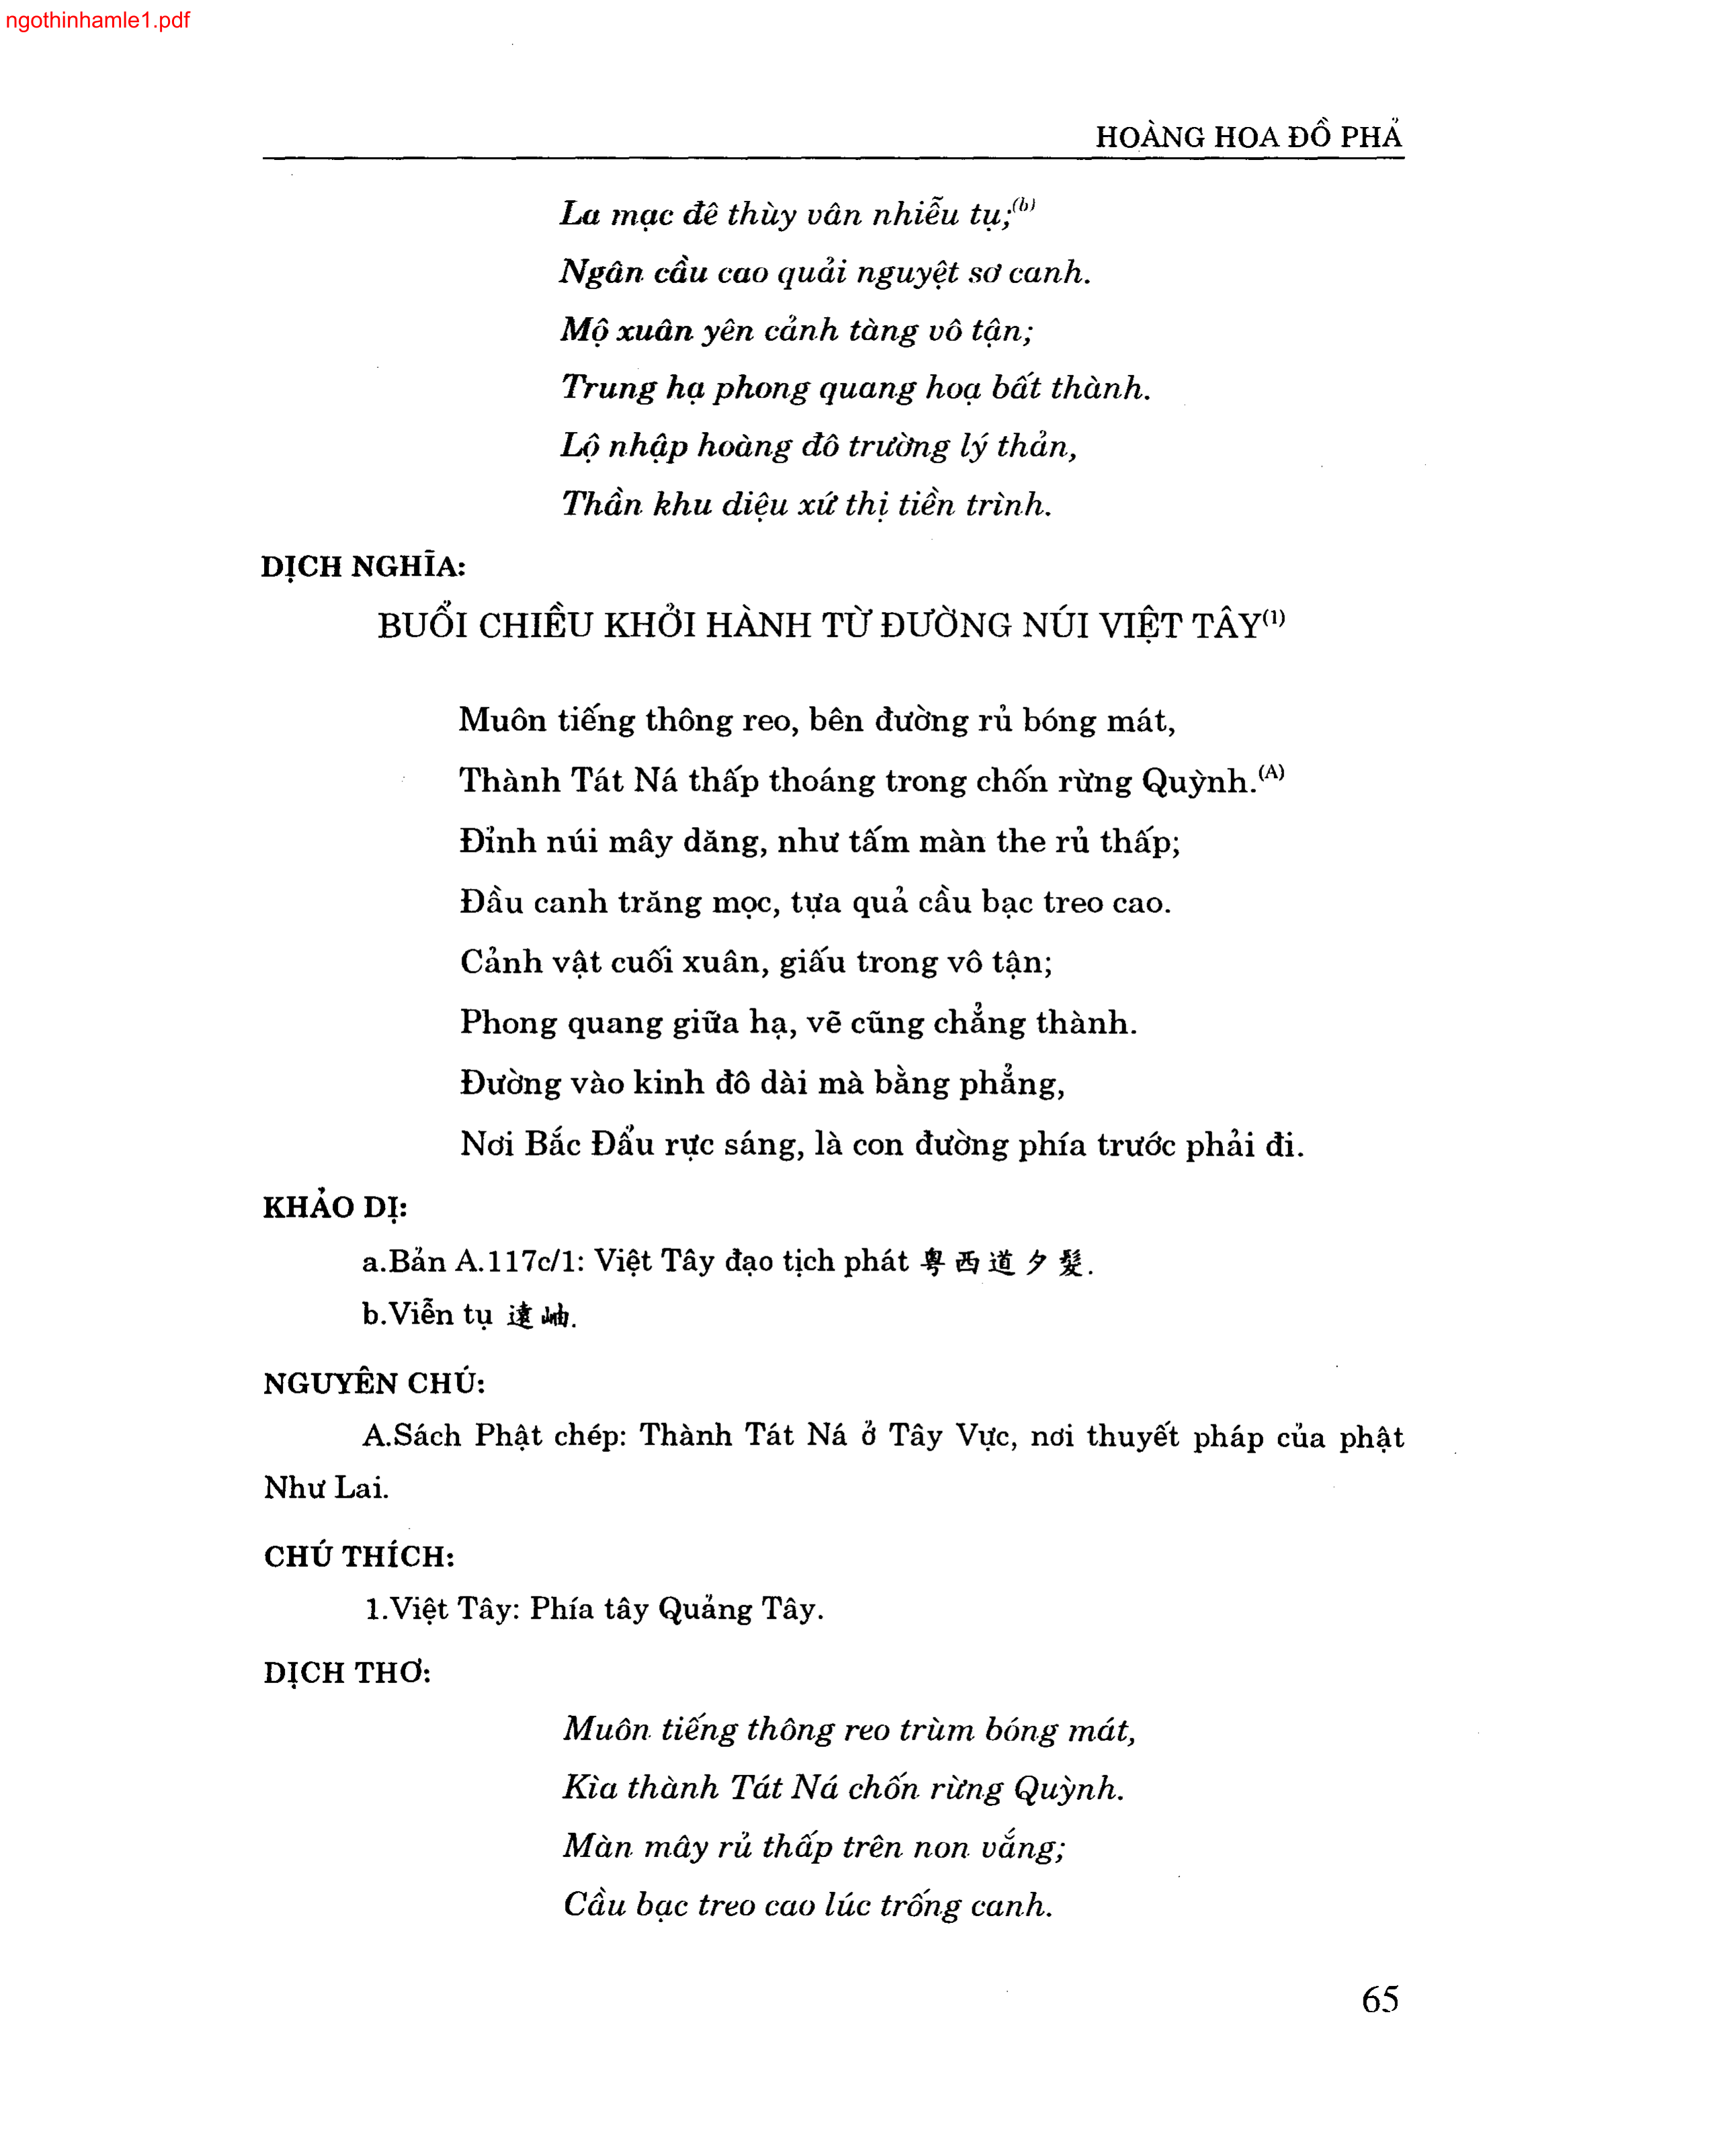 ngothinhamle1.pdf
HOÀNG HOA ĐỒ PHẢ
La mạc đê thùy vân nhiễu tụ;(b)
Ngân cầu cao quải nguyệt sơ canh.
Mộ xuân yên cảnh tàng vô tận;
Trung hạ phong quang hoạ bất thành.
Lộ nhập hoàng đô trường lý thản,
Thần khu diệu xứ thị tiền trình.
DỊCH NGHĨA:
BUỔI CHIỀU KHỞI HÀNH TỪ ĐƯỜNG NÚI VIỆT TÂY(1)
Muôn tiếng thông reo, bên đường rủ bóng mát,
Thành Tát Ná thấp thoáng trong chốn rừng Quỳnh.(A)
Đỉnh núi mây dăng, như tấm màn the rủ thấp;
Đầu canh trăng mọc, tựa quả cầu bạc treo cao.
Cảnh vật cuối xuân, giấu trong vô tận;
Phong quang giữa hạ, vẽ cũng chẳng thành.
Đường vào kinh đô dài mà bằng phẳng,
Nơi Bắc Đẩu rực sáng, là con đường phía trước phải đi.
KHẢO DỊ:
a.Bản A.117c/1: Việt Tây đạo tịch phát 粵西道夕髮.
b.Viễn tụ 遠岫.
NGUYÊN CHÚ:
A.Sách Phật chép: Thành Tát Ná ở Tây Vực, nơi thuyết pháp của phật
Như Lai.
CHÚ THÍCH:
1.Việt Tây: Phía tây Quảng Tây.
DỊCH THƠ:
Muôn tiếng thông reo trùm bóng mát,
Kìa thành Tát Ná chốn rừng Quỳnh.
Màn mây rủ thấp trên non vắng;
Cầu bạc treo cao lúc trống canh.
65